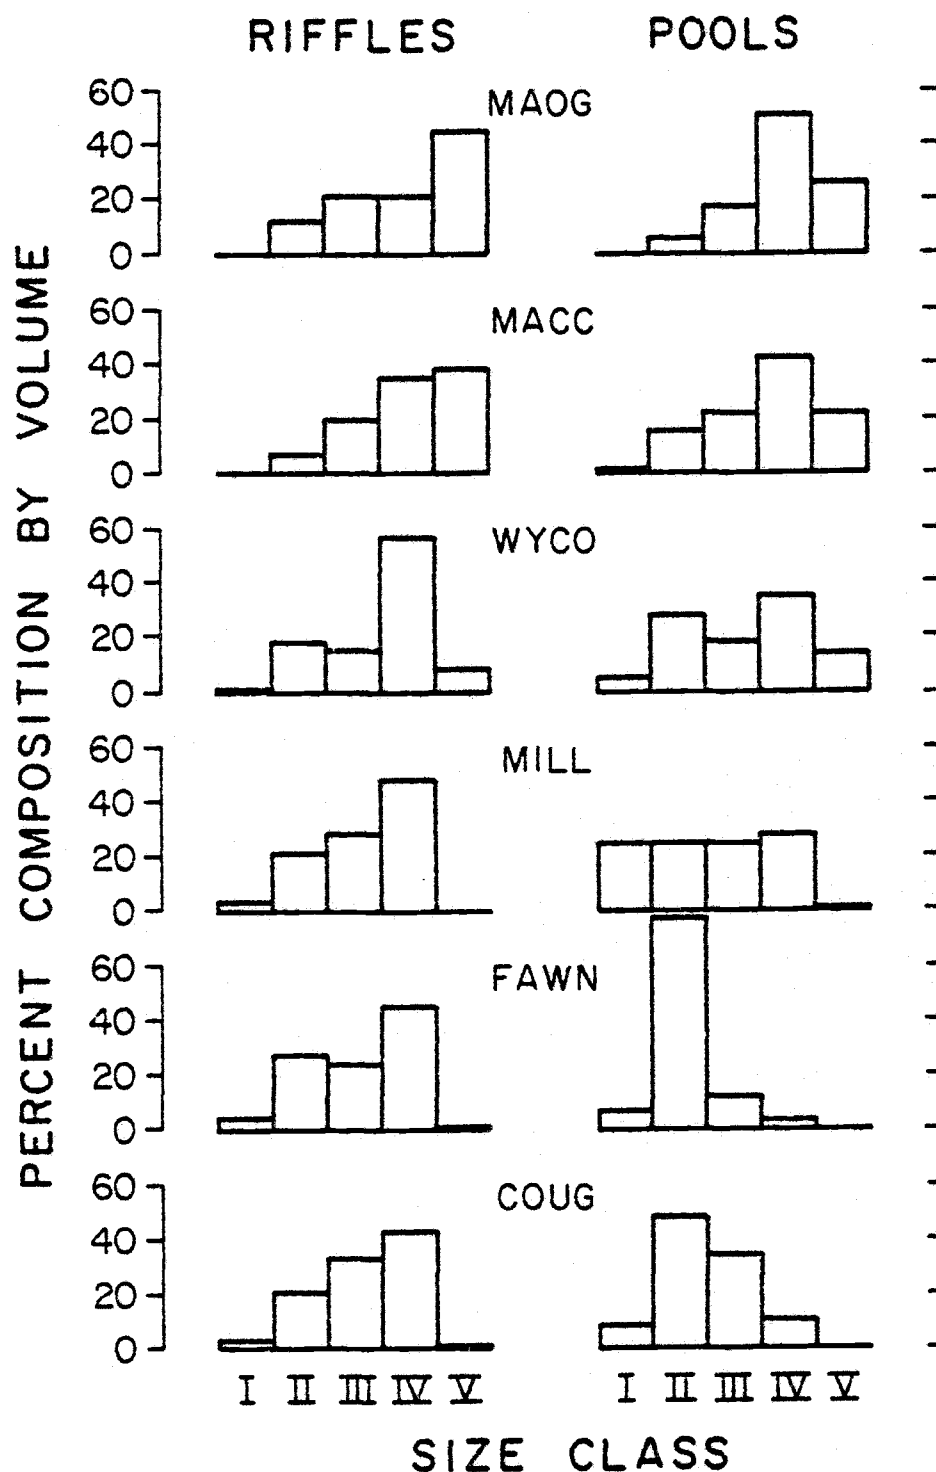 RIFFLES POOLS
MAOG
60
40
20
0
MACC
60
40
20
0
WYCO
60
40
20
0
MILL
60
40
20
0
FAWN
60
40
20
0
COUG
60
40
20
0
I II III IV V I II III IV V
SIZE CLASS
PERCENT COMPOSITION BY VOLUME